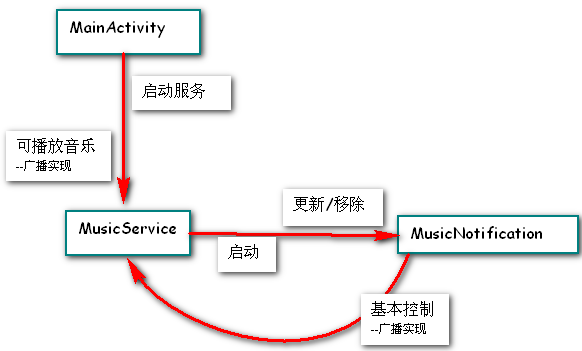 MainActivity
启动服务
可播放音乐
--广播实现
更新/移除
MusicService
MusicNotification
启动
基本控制
--广播实现